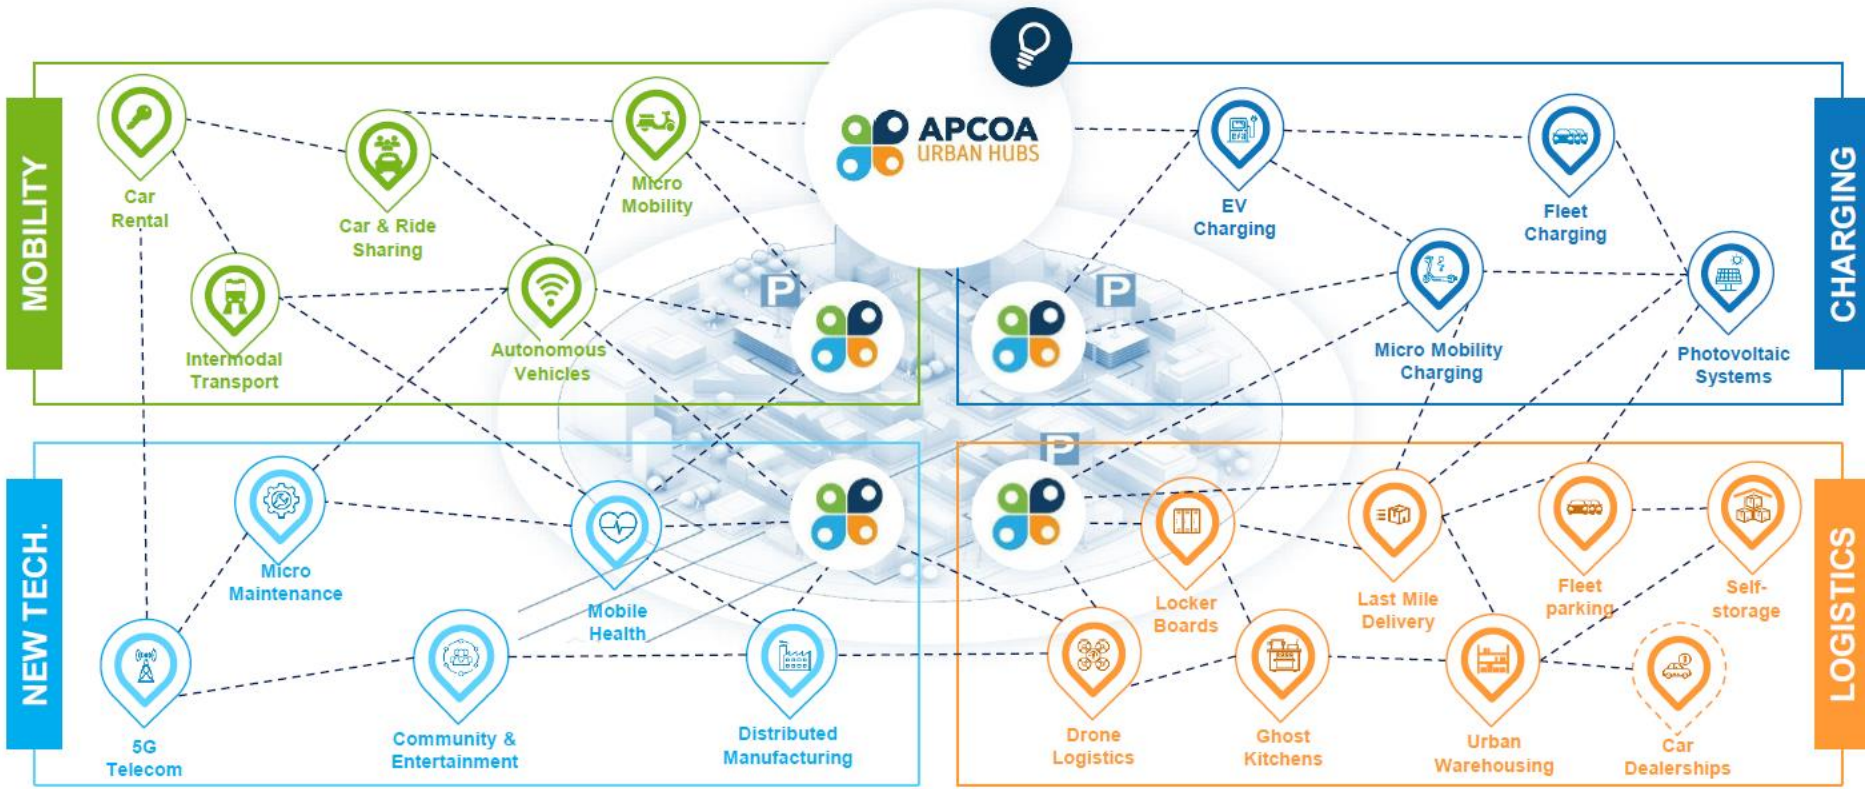 APCOA
URBAN HUBS
MOBILITY
Car
Rental
Car & Ride
Sharing
Micro
Mobility
Intermodal
Transport
Autonomous
Vehicles
P
CHARGING
EV
Charging
Fleet
Charging
Micro Mobility
Charging
Photovoltaic
Systems
P
NEW TECH.
Micro
Maintenance
Mobile
Health
5G
Telecom
Community &
Entertainment
Distributed
Manufacturing
LOGISTICS
P
Locker
Boards
Last Mile
Delivery
Fleet
parking
Self-
storage
Drone
Logistics
Ghost
Kitchens
Urban
Warehousing
Car
Dealerships